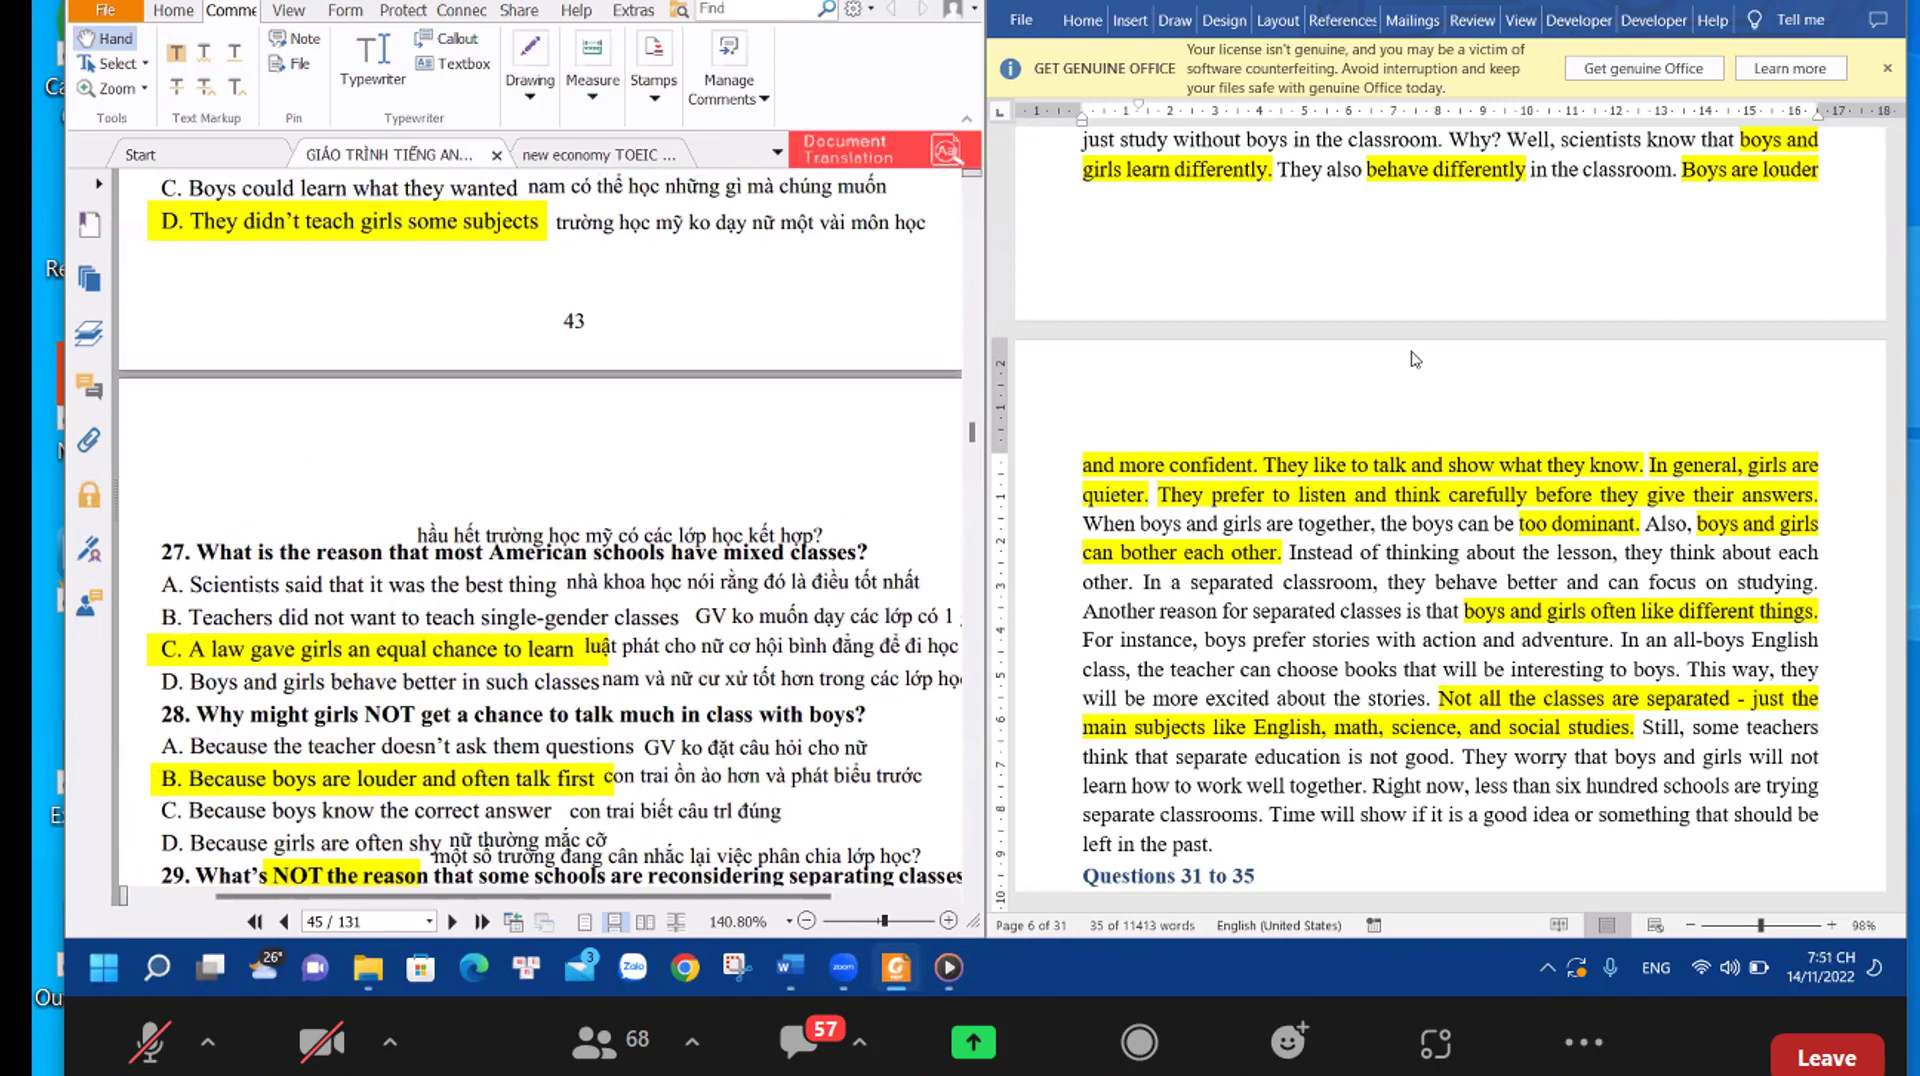 File Home Comme View Form Protect Connec Share Help Extras Find
Hand
Select
Zoom
Tools
Text Markup
Note
File
Pin
Typewriter
Callout
Textbox
Typewriter
Drawing
Measure
Stamps
Manage
Comments
Start
GIÁO TRÌNH TIẾNG AN...
new economy TOEIC ...
Document
Translation
C. Boys could learn what they wanted nam có thể học những gì mà chúng muốn
D. They didn't teach girls some subjects trường học mỹ ko dạy nữ một vài môn học
43
hầu hết trường học mỹ có các lớp học kết hợp?
27. What is the reason that most American schools have mixed classes?
A. Scientists said that it was the best thing nhà khoa học nói rằng đó là điều tốt nhất
B. Teachers did not want to teach single-gender classes GV ko muốn dạy các lớp có 1
C. A law gave girls an equal chance to learn luật phát cho nữ cơ hội bình đẳng để đi học
D. Boys and girls behave better in such classes nam và nữ cư xử tốt hơn trong các lớp học
28. Why might girls NOT get a chance to talk much in class with boys?
A. Because the teacher doesn't ask them questions GV ko đặt câu hỏi cho nữ
B. Because boys are louder and often talk first con trai ồn ào hơn và phát biểu trước
C. Because boys know the correct answer con trai biết câu trl đúng
D. Because girls are often shy nữ thường mắc cỡ
một số trường đang cân nhắc lại việc phân chia lớp học?
29. What's NOT the reason that some schools are reconsidering separating classes
45 / 131
140.80%
File Home Insert Draw Design Layout References Mailings Review View Developer Developer Help Tell me
GET GENUINE OFFICE
Your license isn't genuine, and you may be a victim of
software counterfeiting. Avoid interruption and keep
your files safe with genuine Office today.
Get genuine Office
Learn more
1 1 2 3 4 5 6 7 8 9 10 11 12 13 14 15 16 17 18
just study without boys in the classroom. Why? Well, scientists know that boys and
girls learn differently. They also behave differently in the classroom. Boys are louder
and more confident. They like to talk and show what they know. In general, girls are
quieter. They prefer to listen and think carefully before they give their answers.
When boys and girls are together, the boys can be too dominant. Also, boys and girls
can bother each other. Instead of thinking about the lesson, they think about each
other. In a separated classroom, they behave better and can focus on studying.
Another reason for separated classes is that boys and girls often like different things.
For instance, boys prefer stories with action and adventure. In an all-boys English
class, the teacher can choose books that will be interesting to boys. This way, they
will be more excited about the stories. Not all the classes are separated - just the
main subjects like English, math, science, and social studies. Still, some teachers
think that separate education is not good. They worry that boys and girls will not
learn how to work well together. Right now, less than six hundred schools are trying
separate classrooms. Time will show if it is a good idea or something that should be
left in the past.
Questions 31 to 35
Page 6 of 31 35 of 11413 words English (United States) 98%
26°
3
Zalo
zoom
ENG
7:51 CH
14/11/2022
68
57
Leave